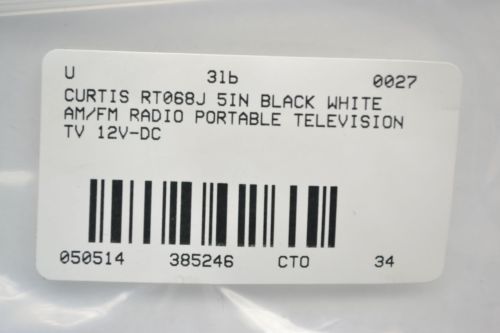 U 31b 0027
CURTIS RT068J 5IN BLACK WHITE
AM/FM RADIO PORTABLE TELEVISION
TV 12V-DC
050514 385246 CTO 34